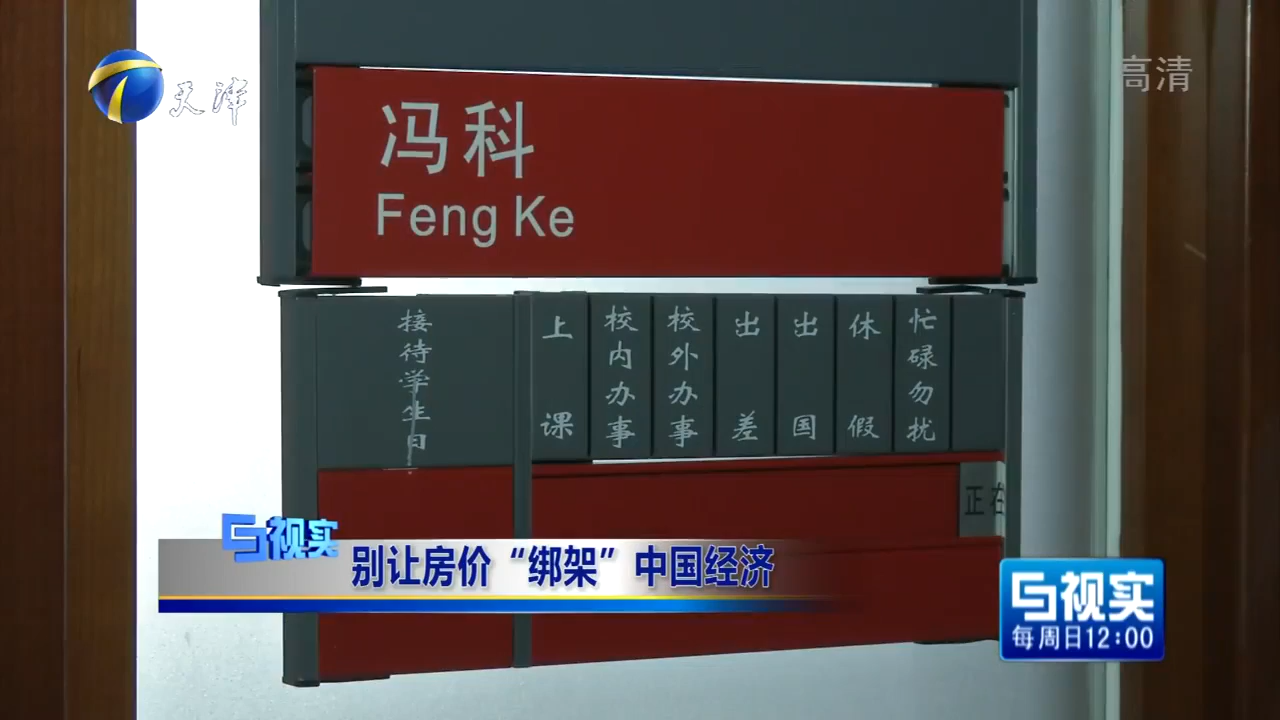 天津
高清
冯科
Feng Ke
接待学生日
上课
校内办事
校外办事
出差
出国
休假
忙碌勿扰
正在
视实
别让房价“绑架”中国经济
视实
每周日12:00